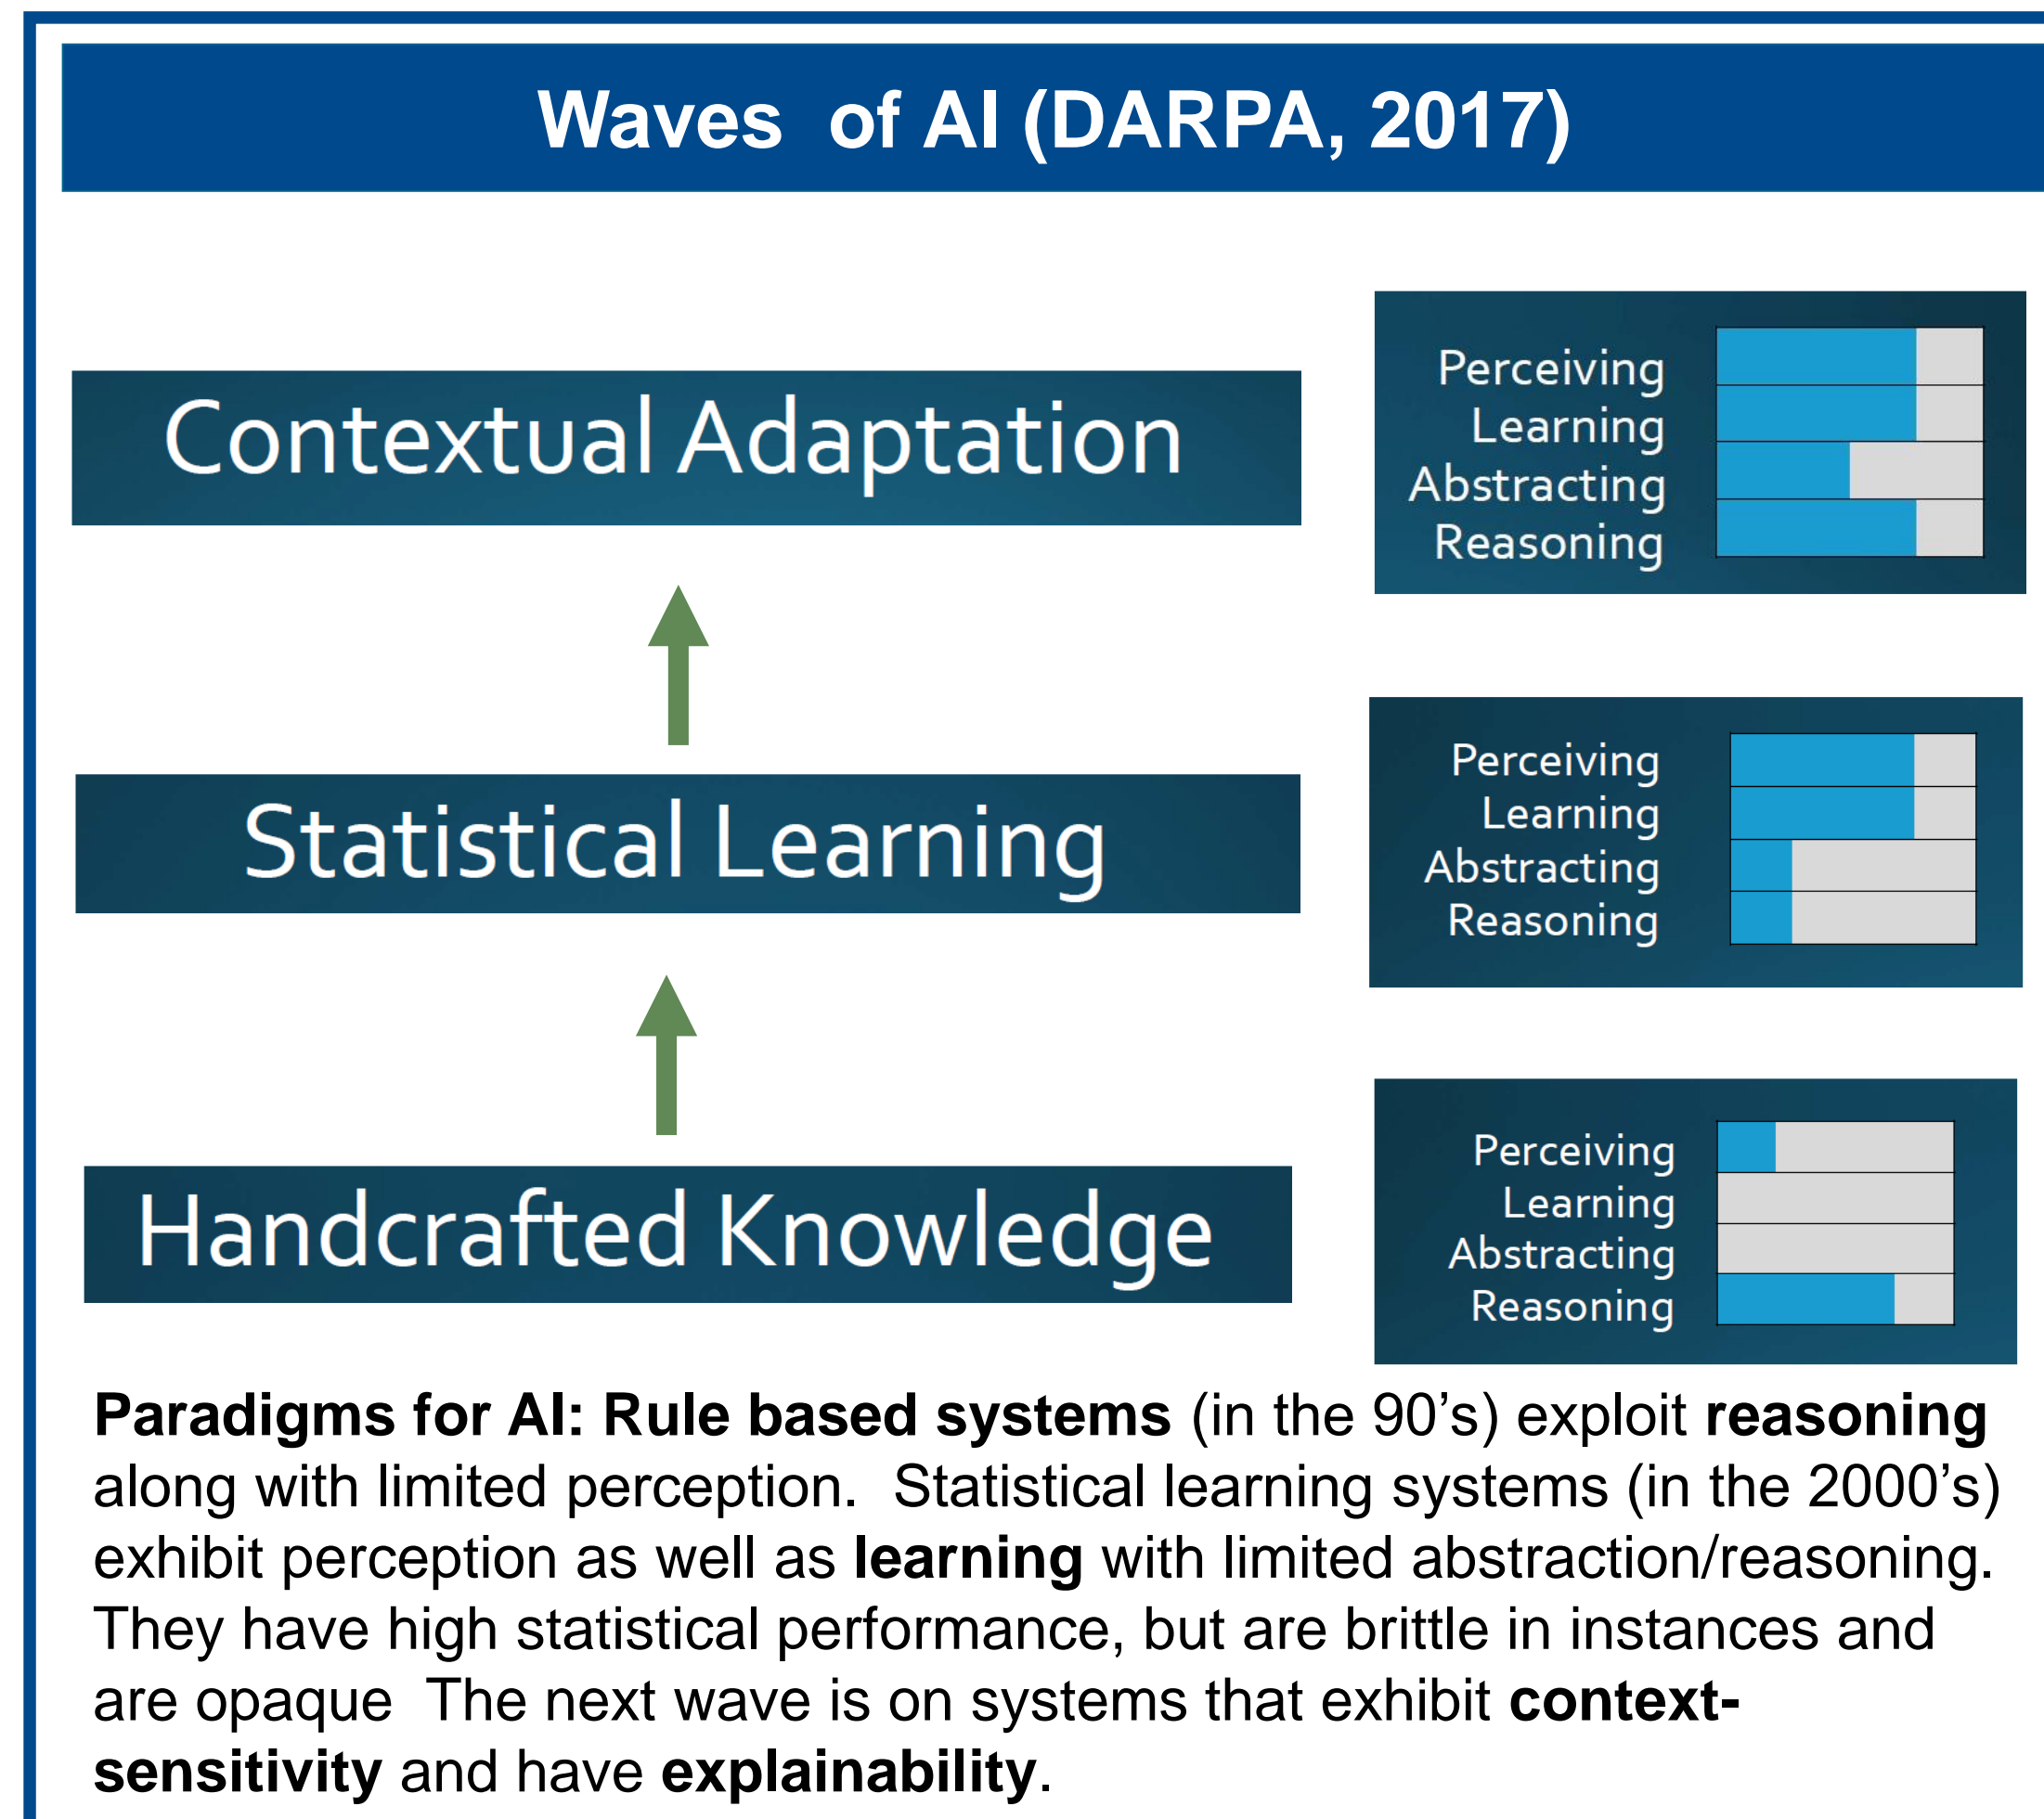 Waves  of AI (DARPA, 2017)
Contextual Adaptation
Perceiving
Learning
Abstracting
Reasoning
Statistical Learning
Perceiving
Learning
Abstracting
Reasoning
Handcrafted Knowledge
Perceiving
Learning
Abstracting
Reasoning
Paradigms for AI: Rule based systems (in the 90’s) exploit reasoning
along with limited perception.  Statistical learning systems (in the 2000’s)
exhibit perception as well as learning with limited abstraction/reasoning.
They have high statistical performance, but are brittle in instances and
are opaque  The next wave is on systems that exhibit context-
sensitivity and have explainability.